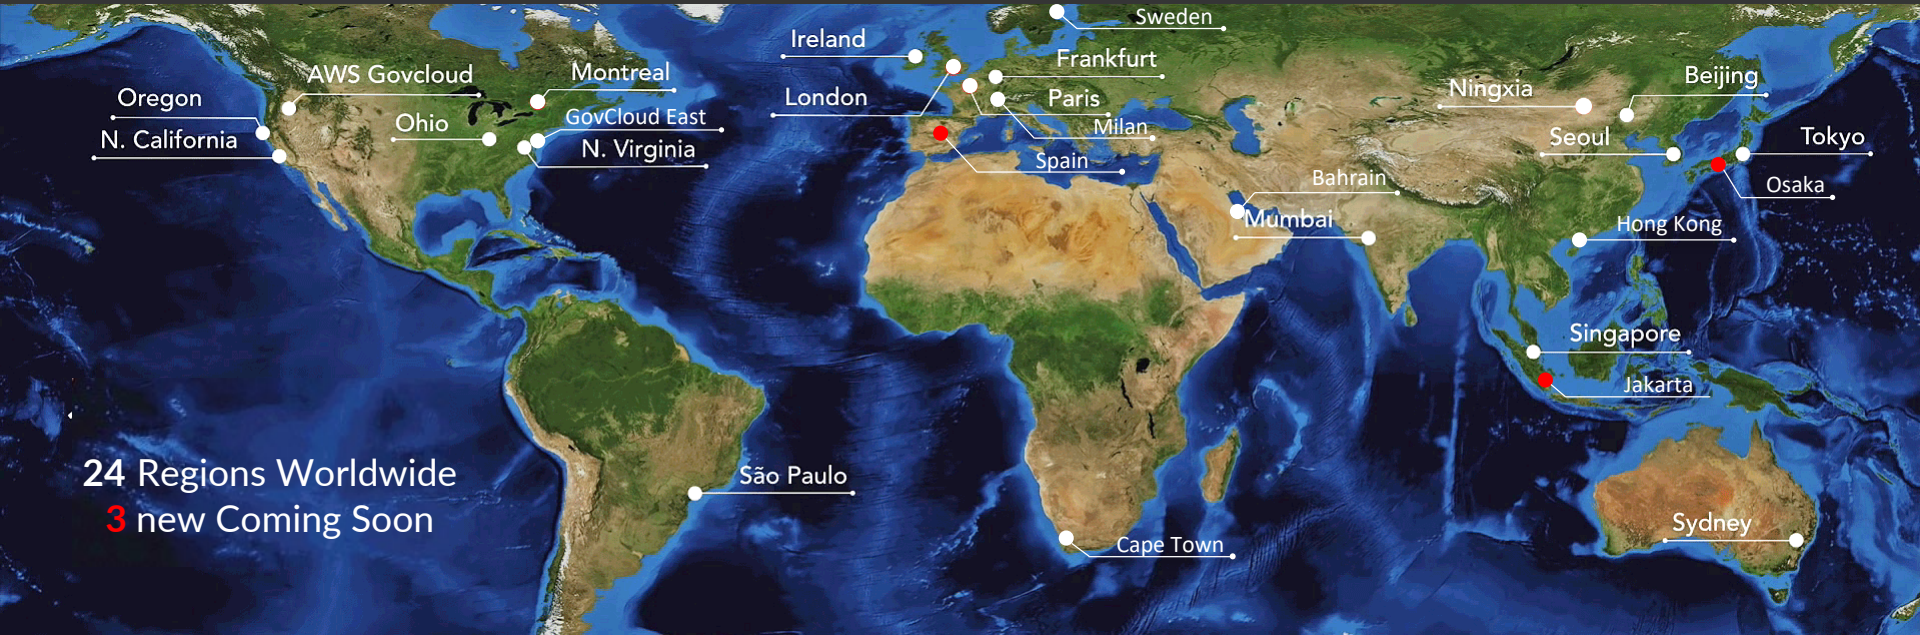 Sweden
Ireland
Frankfurt
AWS Govcloud
Montreal
Beijing
Oregon
London
Paris
Ningxia
Ohio
GovCloud East
Milan
N. California
N. Virginia
Seoul
Tokyo
Spain
Bahrain
Osaka
Mumbai
Hong Kong
Singapore
Jakarta
24 Regions Worldwide
São Paulo
3 new Coming Soon
Sydney
Cape Town